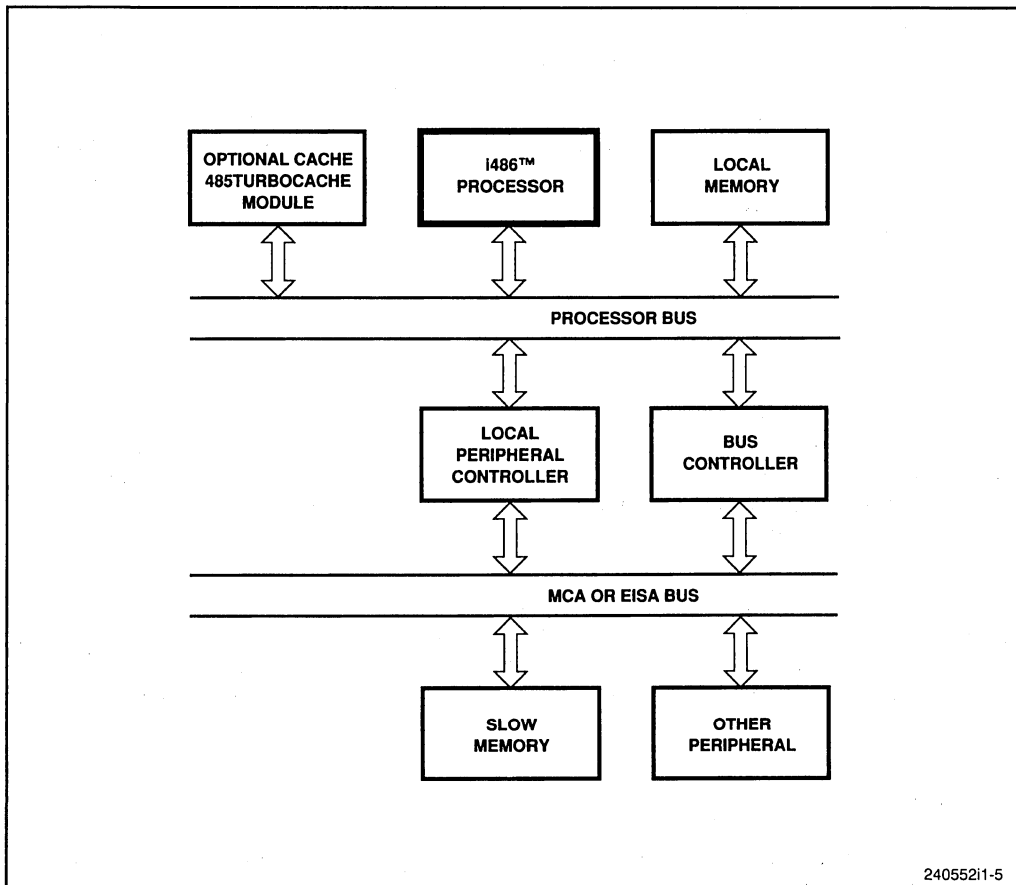 OPTIONAL CACHE
485TURBOCACHE
MODULE
i486™
PROCESSOR
LOCAL
MEMORY
PROCESSOR BUS
LOCAL
PERIPHERAL
CONTROLLER
BUS
CONTROLLER
MCA OR EISA BUS
SLOW
MEMORY
OTHER
PERIPHERAL
240552i1-5